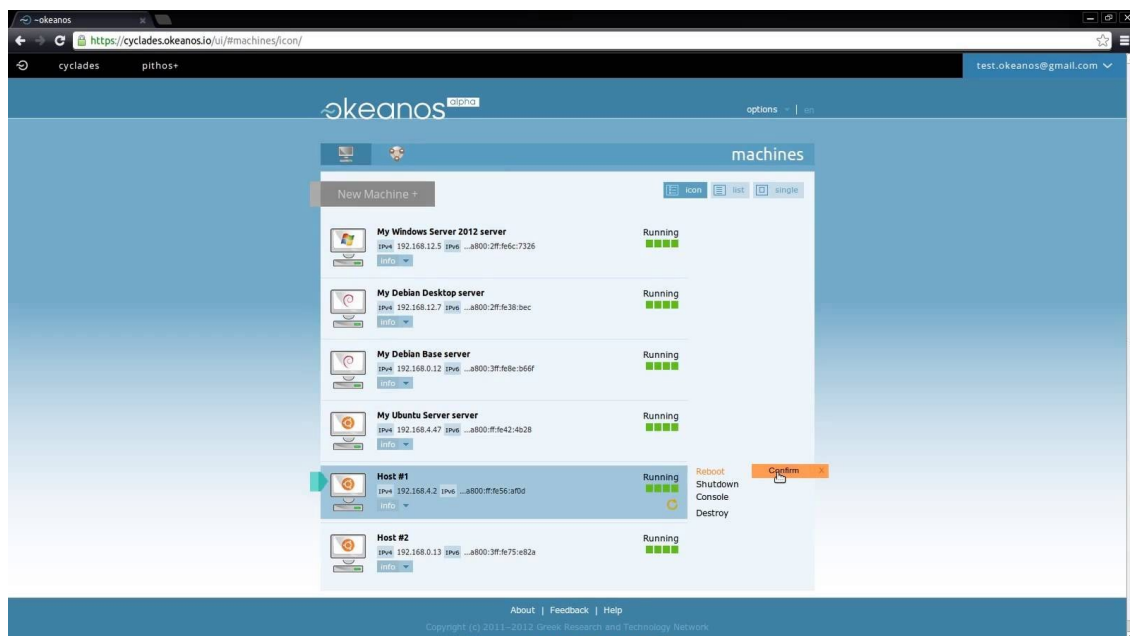 ~okeanos
https://cyclades.okeanos.io/ui/#machines/icon/
cyclades pithos+ test.okeanos@gmail.com
~okeanos alpha options | en
machines
New Machine + icon list single
My Windows Server 2012 server Running
IPv4 192.168.12.5 IPv6 ...a800:2ff:fe6c:7326
info
My Debian Desktop server Running
IPv4 192.168.12.7 IPv6 ...a800:2ff:fe38:bec
info
My Debian Base server Running
IPv4 192.168.0.12 IPv6 ...a800:3ff:fe8e:b66f
info
My Ubuntu Server server Running
IPv4 192.168.4.47 IPv6 ...a800:ff:fe42:4b28
info
Host #1 Running Reboot Confirm X
IPv4 192.168.4.2 IPv6 ...a800:ff:fe56:af0d Shutdown
info Console
Destroy
Host #2 Running
IPv4 192.168.0.13 IPv6 ...a800:3ff:fe75:e82a
info
About | Feedback | Help
Copyright (c) 2011-2012 Greek Research and Technology Network